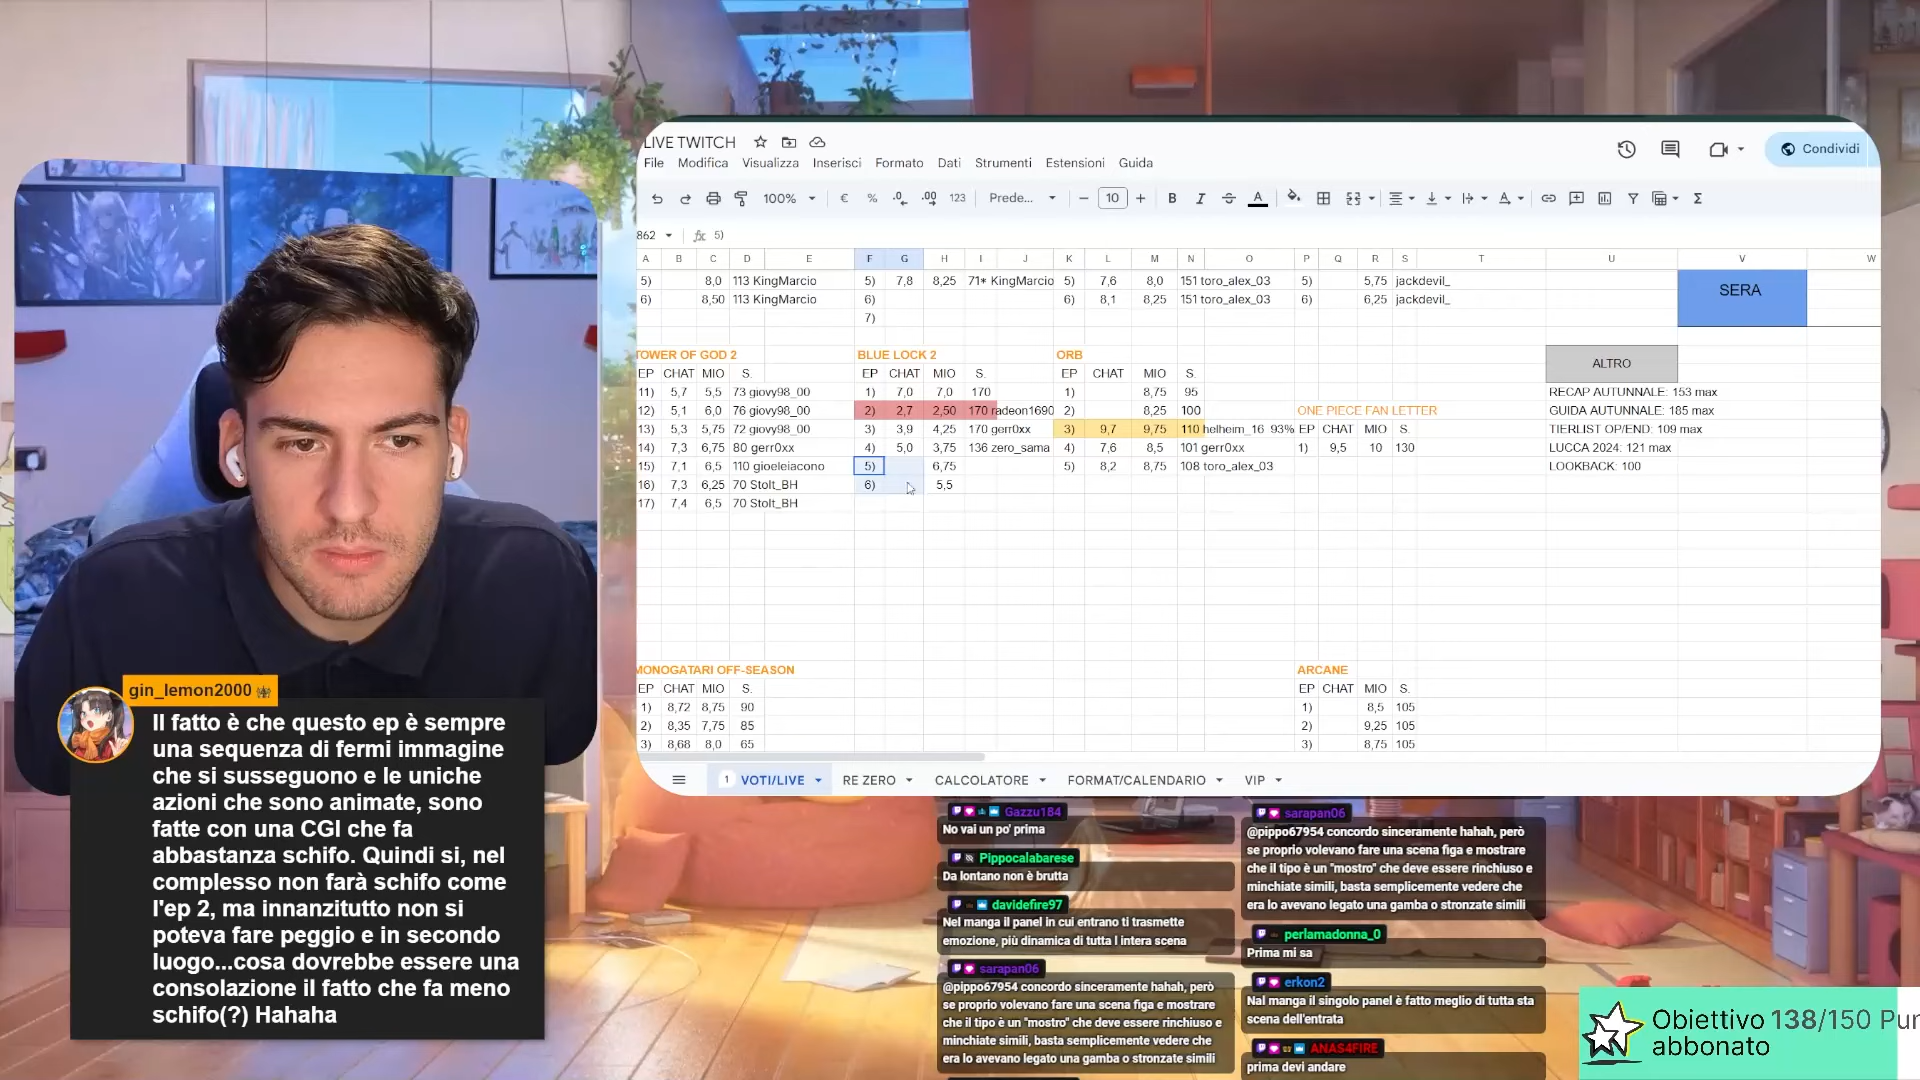 LIVE TWITCH
File Modifica Visualizza Inserisci Formato Dati Strumenti Estensioni Guida
Condividi
100% € % .0 .00 123 Prede... 10 B I A
862 fx 5)
A B C D E F G H I J K L M N O P Q R S T U V W
5) 8,0 113 KingMarcio 5) 7,8 8,25 71* KingMarcio 5) 7,6 8,0 151 toro_alex_03 5) 5,75 jackdevil_
6) 8,50 113 KingMarcio 6) 6) 8,1 8,25 151 toro_alex_03 6) 6,25 jackdevil_
7)
SERA
TOWER OF GOD 2 BLUE LOCK 2 ORB
ALTRO
EP CHAT MIO S. EP CHAT MIO S. EP CHAT MIO S.
11) 5,7 5,5 73 giovy98_00 1) 7,0 7,0 170 1) 8,75 95 RECAP AUTUNNALE: 153 max
12) 5,1 6,0 76 giovy98_00 2) 2,7 2,50 170 radeon1690 2) 8,25 100 ONE PIECE FAN LETTER GUIDA AUTUNNALE: 185 max
13) 5,3 5,75 72 giovy98_00 3) 3,9 4,25 170 gerr0xx 3) 9,7 9,75 110 helheim_16 93% EP CHAT MIO S. TIERLIST OP/END: 109 max
14) 7,3 6,75 80 gerr0xx 4) 5,0 3,75 136 zero_sama 4) 7,6 8,5 101 gerr0xx 1) 9,5 10 130 LUCCA 2024: 121 max
15) 7,1 6,5 110 gioeleiacono 5) 6,75 5) 8,2 8,75 108 toro_alex_03 LOOKBACK: 100
16) 7,3 6,25 70 Stolt_BH 6) 5,5
17) 7,4 6,5 70 Stolt_BH
MONOGATARI OFF-SEASON ARCANE
EP CHAT MIO S. EP CHAT MIO S.
1) 8,72 8,75 90 1) 8,5 105
2) 8,35 7,75 85 2) 9,25 105
3) 8,68 8,0 65 3) 8,75 105
1 VOTI/LIVE RE ZERO CALCOLATORE FORMAT/CALENDARIO VIP
gin_lemon2000
Il fatto è che questo ep è sempre
una sequenza di fermi immagine
che si susseguono e le uniche
azioni che sono animate, sono
fatte con una CGI che fa
abbastanza schifo. Quindi si, nel
complesso non farà schifo come
l'ep 2, ma innanzitutto non si
poteva fare peggio e in secondo
luogo...cosa dovrebbe essere una
consolazione il fatto che fa meno
schifo(?) Hahaha
Gazzu184
No vai un po' prima
Pippocalabarese
Da lontano non è brutta
davidefire97
Nel manga il panel in cui entrano ti trasmette
emozione, più dinamica di tutta l intera scena
sarapan06
@pippo67954 concordo sinceramente hahah, però
se proprio volevano fare una scena figa e mostrare
che il tipo è un "mostro" che deve essere rinchiuso e
minchiate simili, basta semplicemente vedere che
era lo avevano legato una gamba o stronzate simili
sarapan06
@pippo67954 concordo sinceramente hahah, però
se proprio volevano fare una scena figa e mostrare
che il tipo è un "mostro" che deve essere rinchiuso e
minchiate simili, basta semplicemente vedere che
era lo avevano legato una gamba o stronzate simili
perlamadonna_0
Prima mi sa
erkon2
Nal manga il singolo panel è fatto meglio di tutta sta
scena dell'entrata
ANAS4FIRE
prima devi andare
Obiettivo 138/150 Pun
abbonato